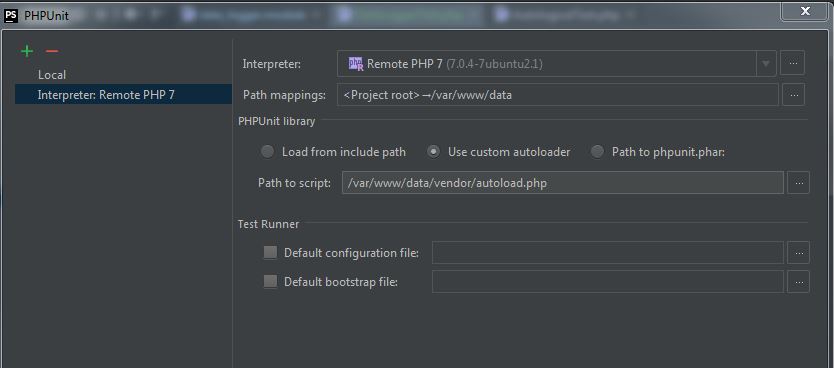 PS PHPUnit
Local
Interpreter: Remote PHP 7
Interpreter: php R Remote PHP 7 (7.0.4-7ubuntu2.1) ...
Path mappings: <Project root>→/var/www/data ...
PHPUnit library
Load from include path Use custom autoloader Path to phpunit.phar:
Path to script: /var/www/data/vendor/autoload.php ...
Test Runner
Default configuration file: ...
Default bootstrap file: ...